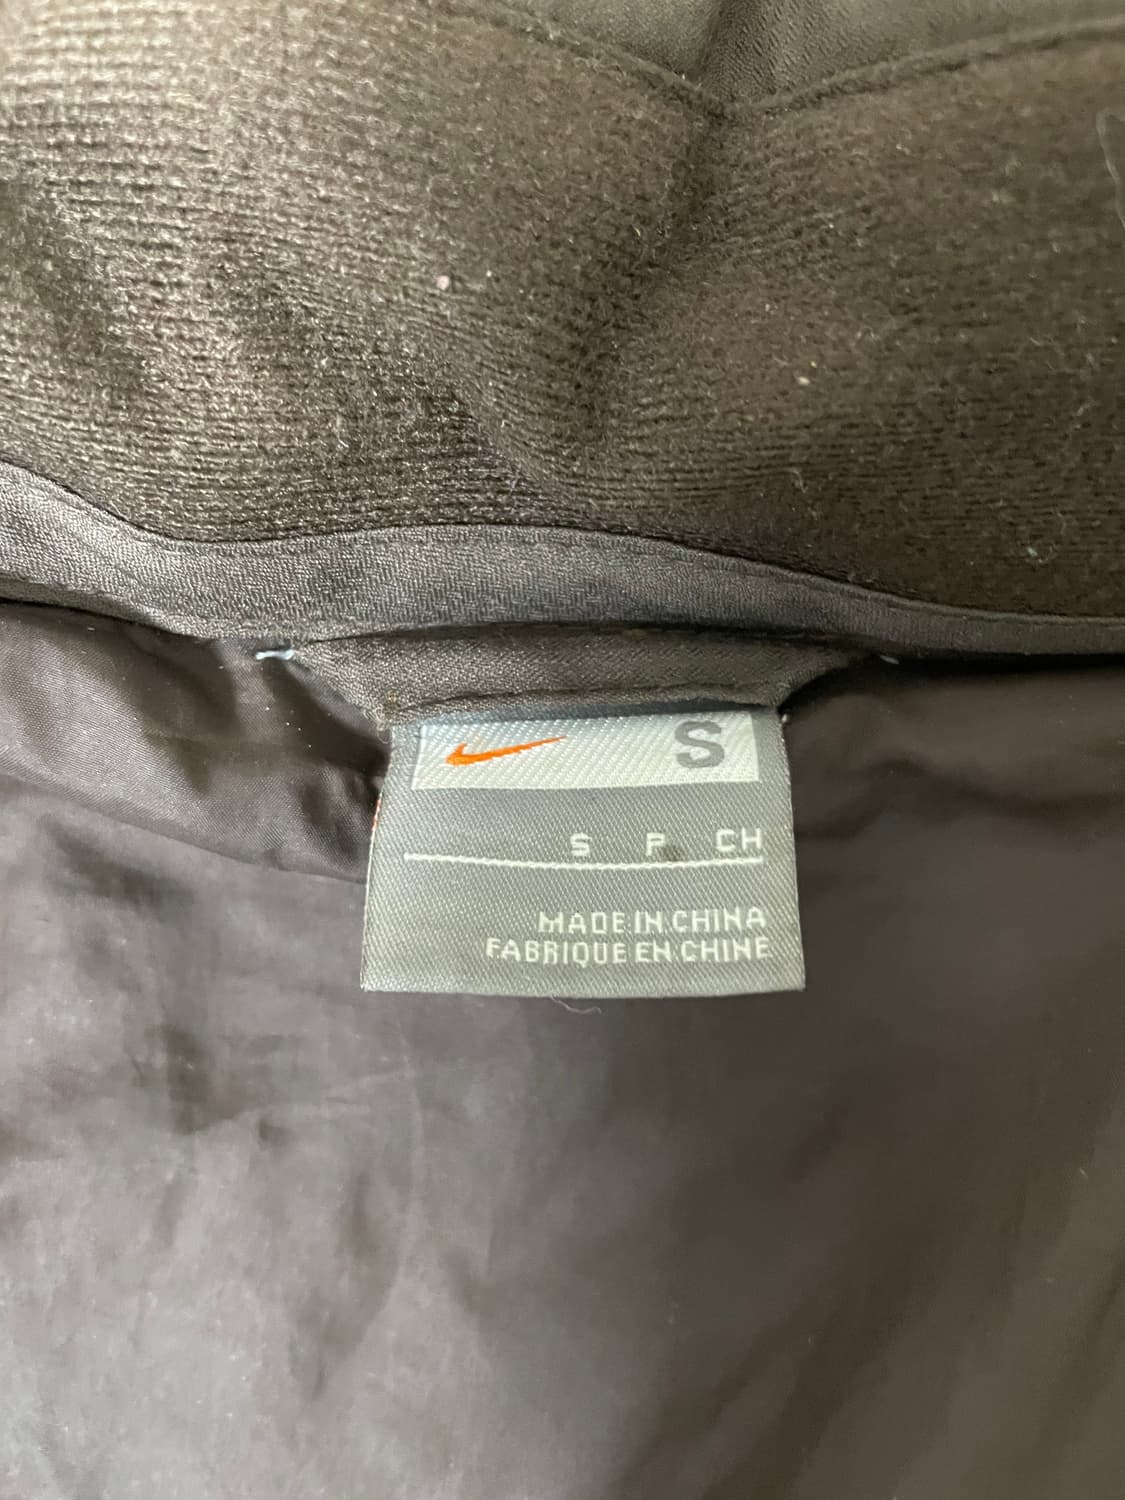 S
S P CH
MADE IN CHINA
FABRIQUE EN CHINE